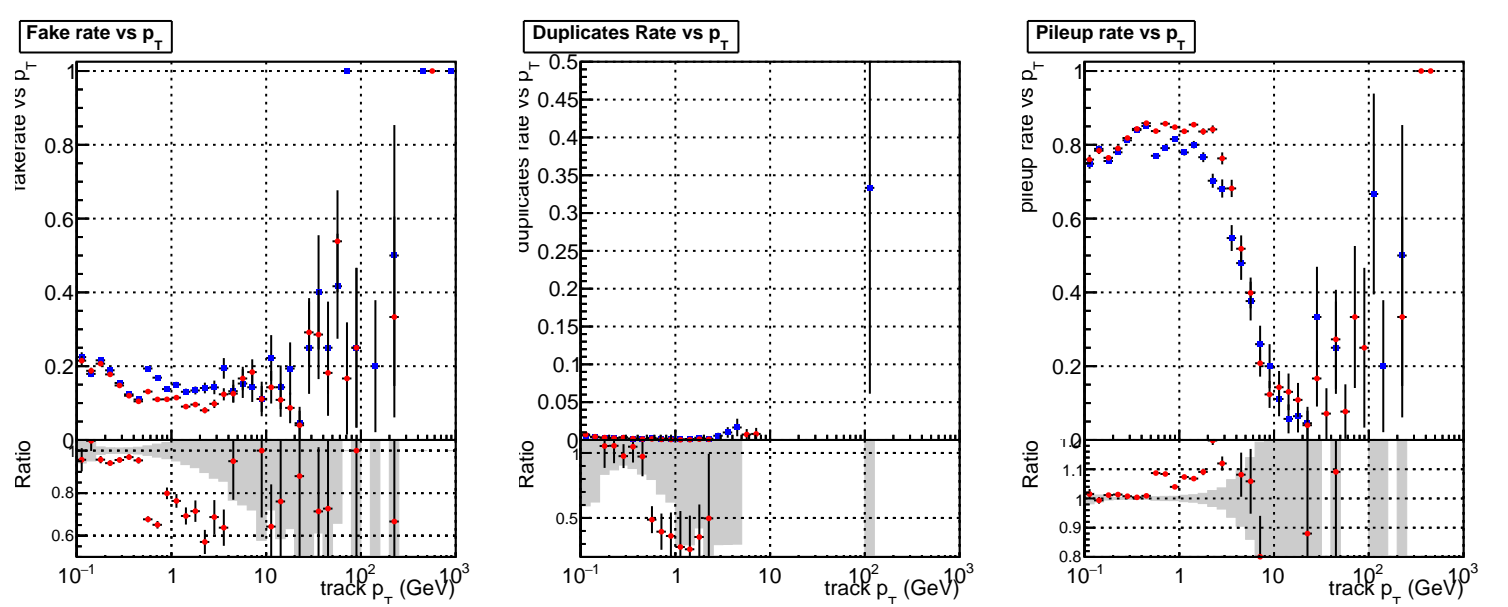 Fake rate vs p_T
fakerate vs p_T
1
0.8
0.6
0.4
0.2
0
Ratio
1
0.8
0.6
10^−1 1 10 10^2 10^3
track p_T (GeV)
Duplicates Rate vs p_T
duplicates rate vs p_T
0.5
0.45
0.4
0.35
0.3
0.25
0.2
0.15
0.1
0.05
0
Ratio
1
0.5
10^−1 1 10 10^2 10^3
track p_T (GeV)
Pileup rate vs p_T
pileup rate vs p_T
1
0.8
0.6
0.4
0.2
0
Ratio
1.1
1
0.9
0.8
10^−1 1 10 10^2 10^3
track p_T (GeV)